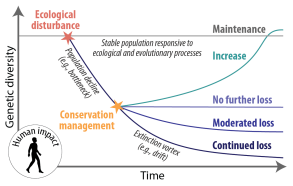 Ecological
disturbance
Maintenance
Stable population responsive to
ecological and evolutionary processes
Increase
Population decline
(e.g., bottleneck)
Genetic diversity
Conservation
management
No further loss
Moderated loss
Continued loss
Extinction vortex
(e.g., drift)
Human impact
Time